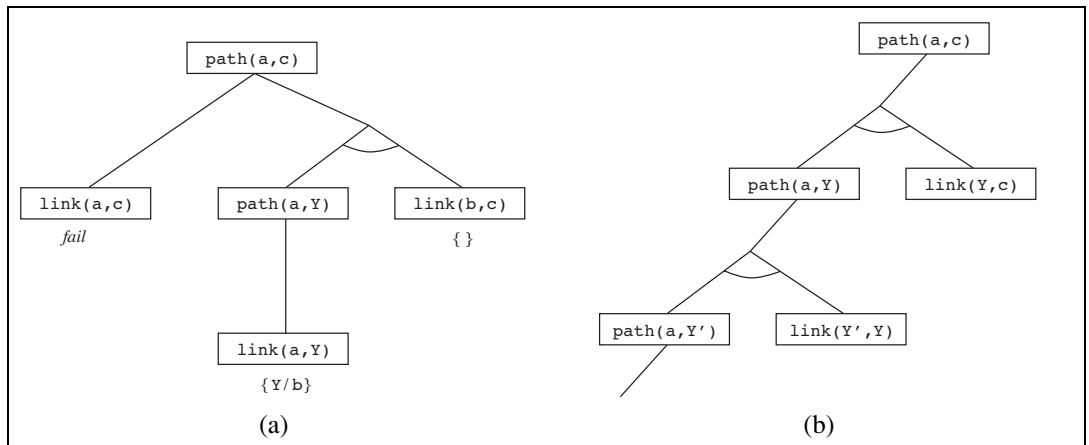 path(a,c)
link(a,c)
path(a,Y)
link(b,c)
fail
{ }
link(a,Y)
{Y/b}
(a)
path(a,c)
path(a,Y)
link(Y,c)
path(a,Y')
link(Y',Y)
(b)